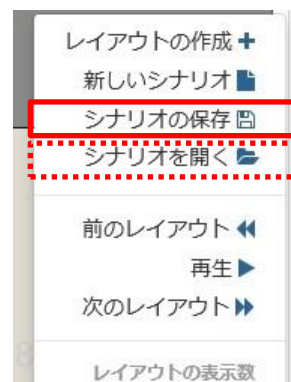 レイアウトの作成
新しいシナリオ
シナリオの保存
シナリオを開く
前のレイアウト
再生
次のレイアウト
8
レイアウトの表示数